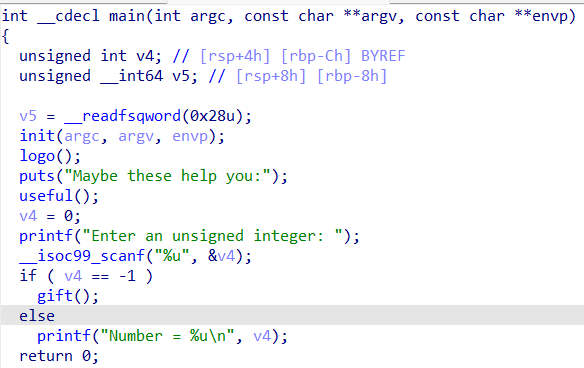 int __cdecl main(int argc, const char **argv, const char **envp)
{
  unsigned int v4; // [rsp+4h] [rbp-Ch] BYREF
  unsigned __int64 v5; // [rsp+8h] [rbp-8h]

  v5 = __readfsqword(0x28u);
  init(argc, argv, envp);
  logo();
  puts("Maybe these help you:");
  useful();
  v4 = 0;
  printf("Enter an unsigned integer: ");
  __isoc99_scanf("%u", &v4);
  if ( v4 == -1 )
    gift();
  else
    printf("Number = %u\n", v4);
  return 0;